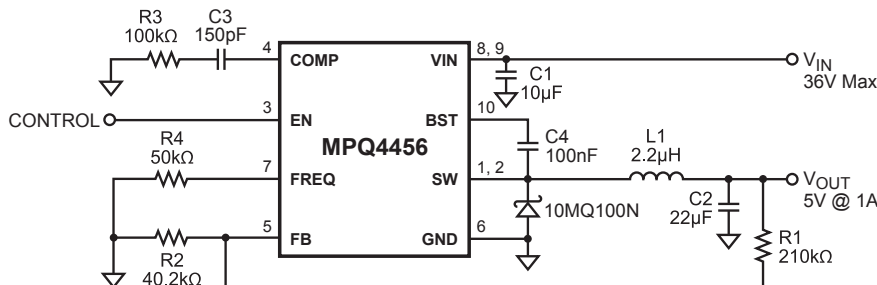 R3
100kΩ
C3
150pF
4
COMP
VIN
8, 9
VIN
36V Max
C1
10µF
CONTROL
3
EN
BST
10
MPQ4456
C4
100nF
L1
2.2µH
R4
50kΩ
7
FREQ
SW
1, 2
VOUT
5V @ 1A
10MQ100N
C2
22µF
R2
40.2kΩ
5
FB
GND
6
R1
210kΩ